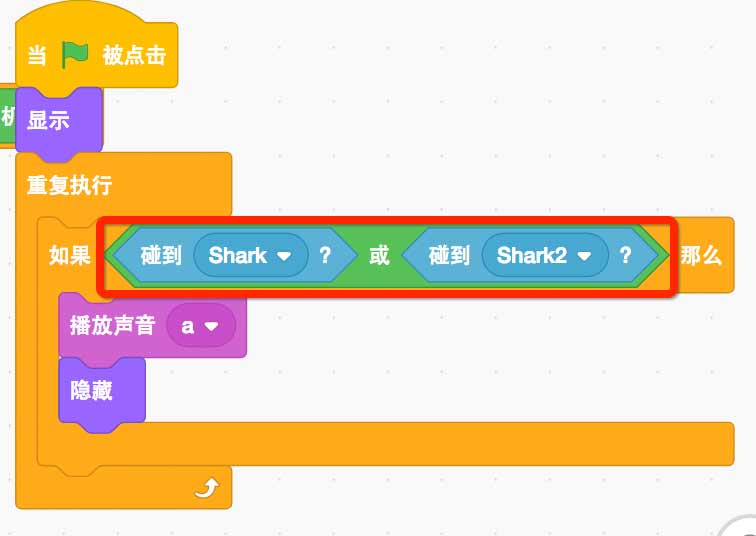 当 被点击
机
显示
重复执行
如果 碰到 Shark ? 或 碰到 Shark2 ? 那么
播放声音 a
隐藏